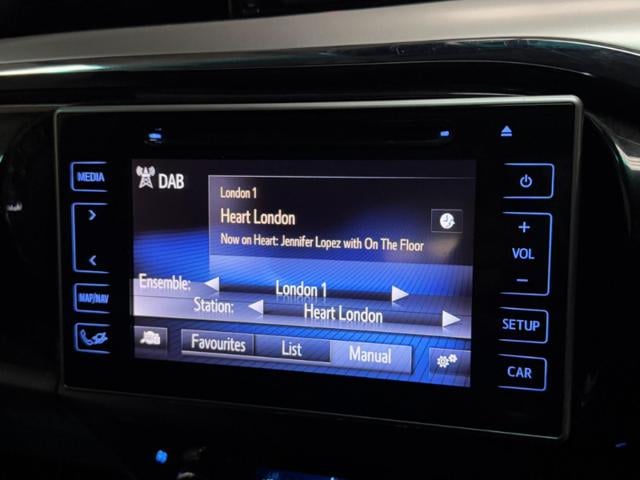 MEDIA
MAP/NAV
DAB
London 1
Heart London
Now on Heart: Jennifer Lopez with On The Floor
Ensemble: London 1
Station: Heart London
Favourites List Manual
+
VOL
−
SETUP
CAR